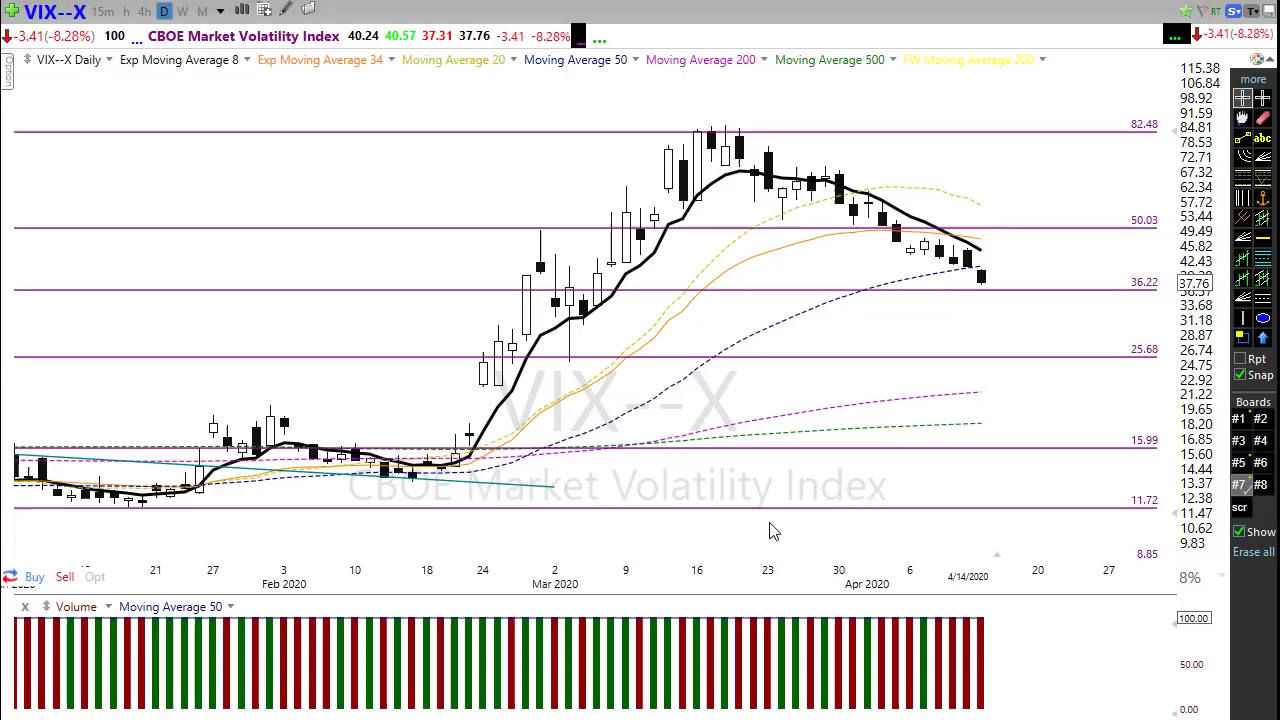 VIX--X 15m h 4h D W M RT S T
-3.41(-8.28%) 100 ... CBOE Market Volatility Index 40.24 40.57 37.31 37.76 -3.41 -8.28% ... ... -3.41(-8.28%)
Option
VIX--X Daily Exp Moving Average 8 Exp Moving Average 34 Moving Average 20 Moving Average 50 Moving Average 200 Moving Average 500 FW Moving Average 200
115.38
106.84
98.92
91.59
84.81
78.53
72.71
67.32
62.34
57.72
53.44
49.49
45.82
42.43
37.76
33.68
31.18
28.87
26.74
24.75
22.92
21.22
19.65
18.20
16.85
15.60
14.44
13.37
12.38
11.47
10.62
9.83
82.48
50.03
36.22
25.68
15.99
11.72
8.85
VIX--X
CBOE Market Volatility Index
21 27 3 10 18 24 2 9 16 23 30 6 4/14/2020 20 27
Feb 2020 Mar 2020 Apr 2020
Buy Sell Opt
8%
x Volume Moving Average 50
100.00
50.00
0.00
more
abc
Rpt
Snap
Boards
#1 #2
#3 #4
#5 #6
#7 #8
scr
Show
Erase all